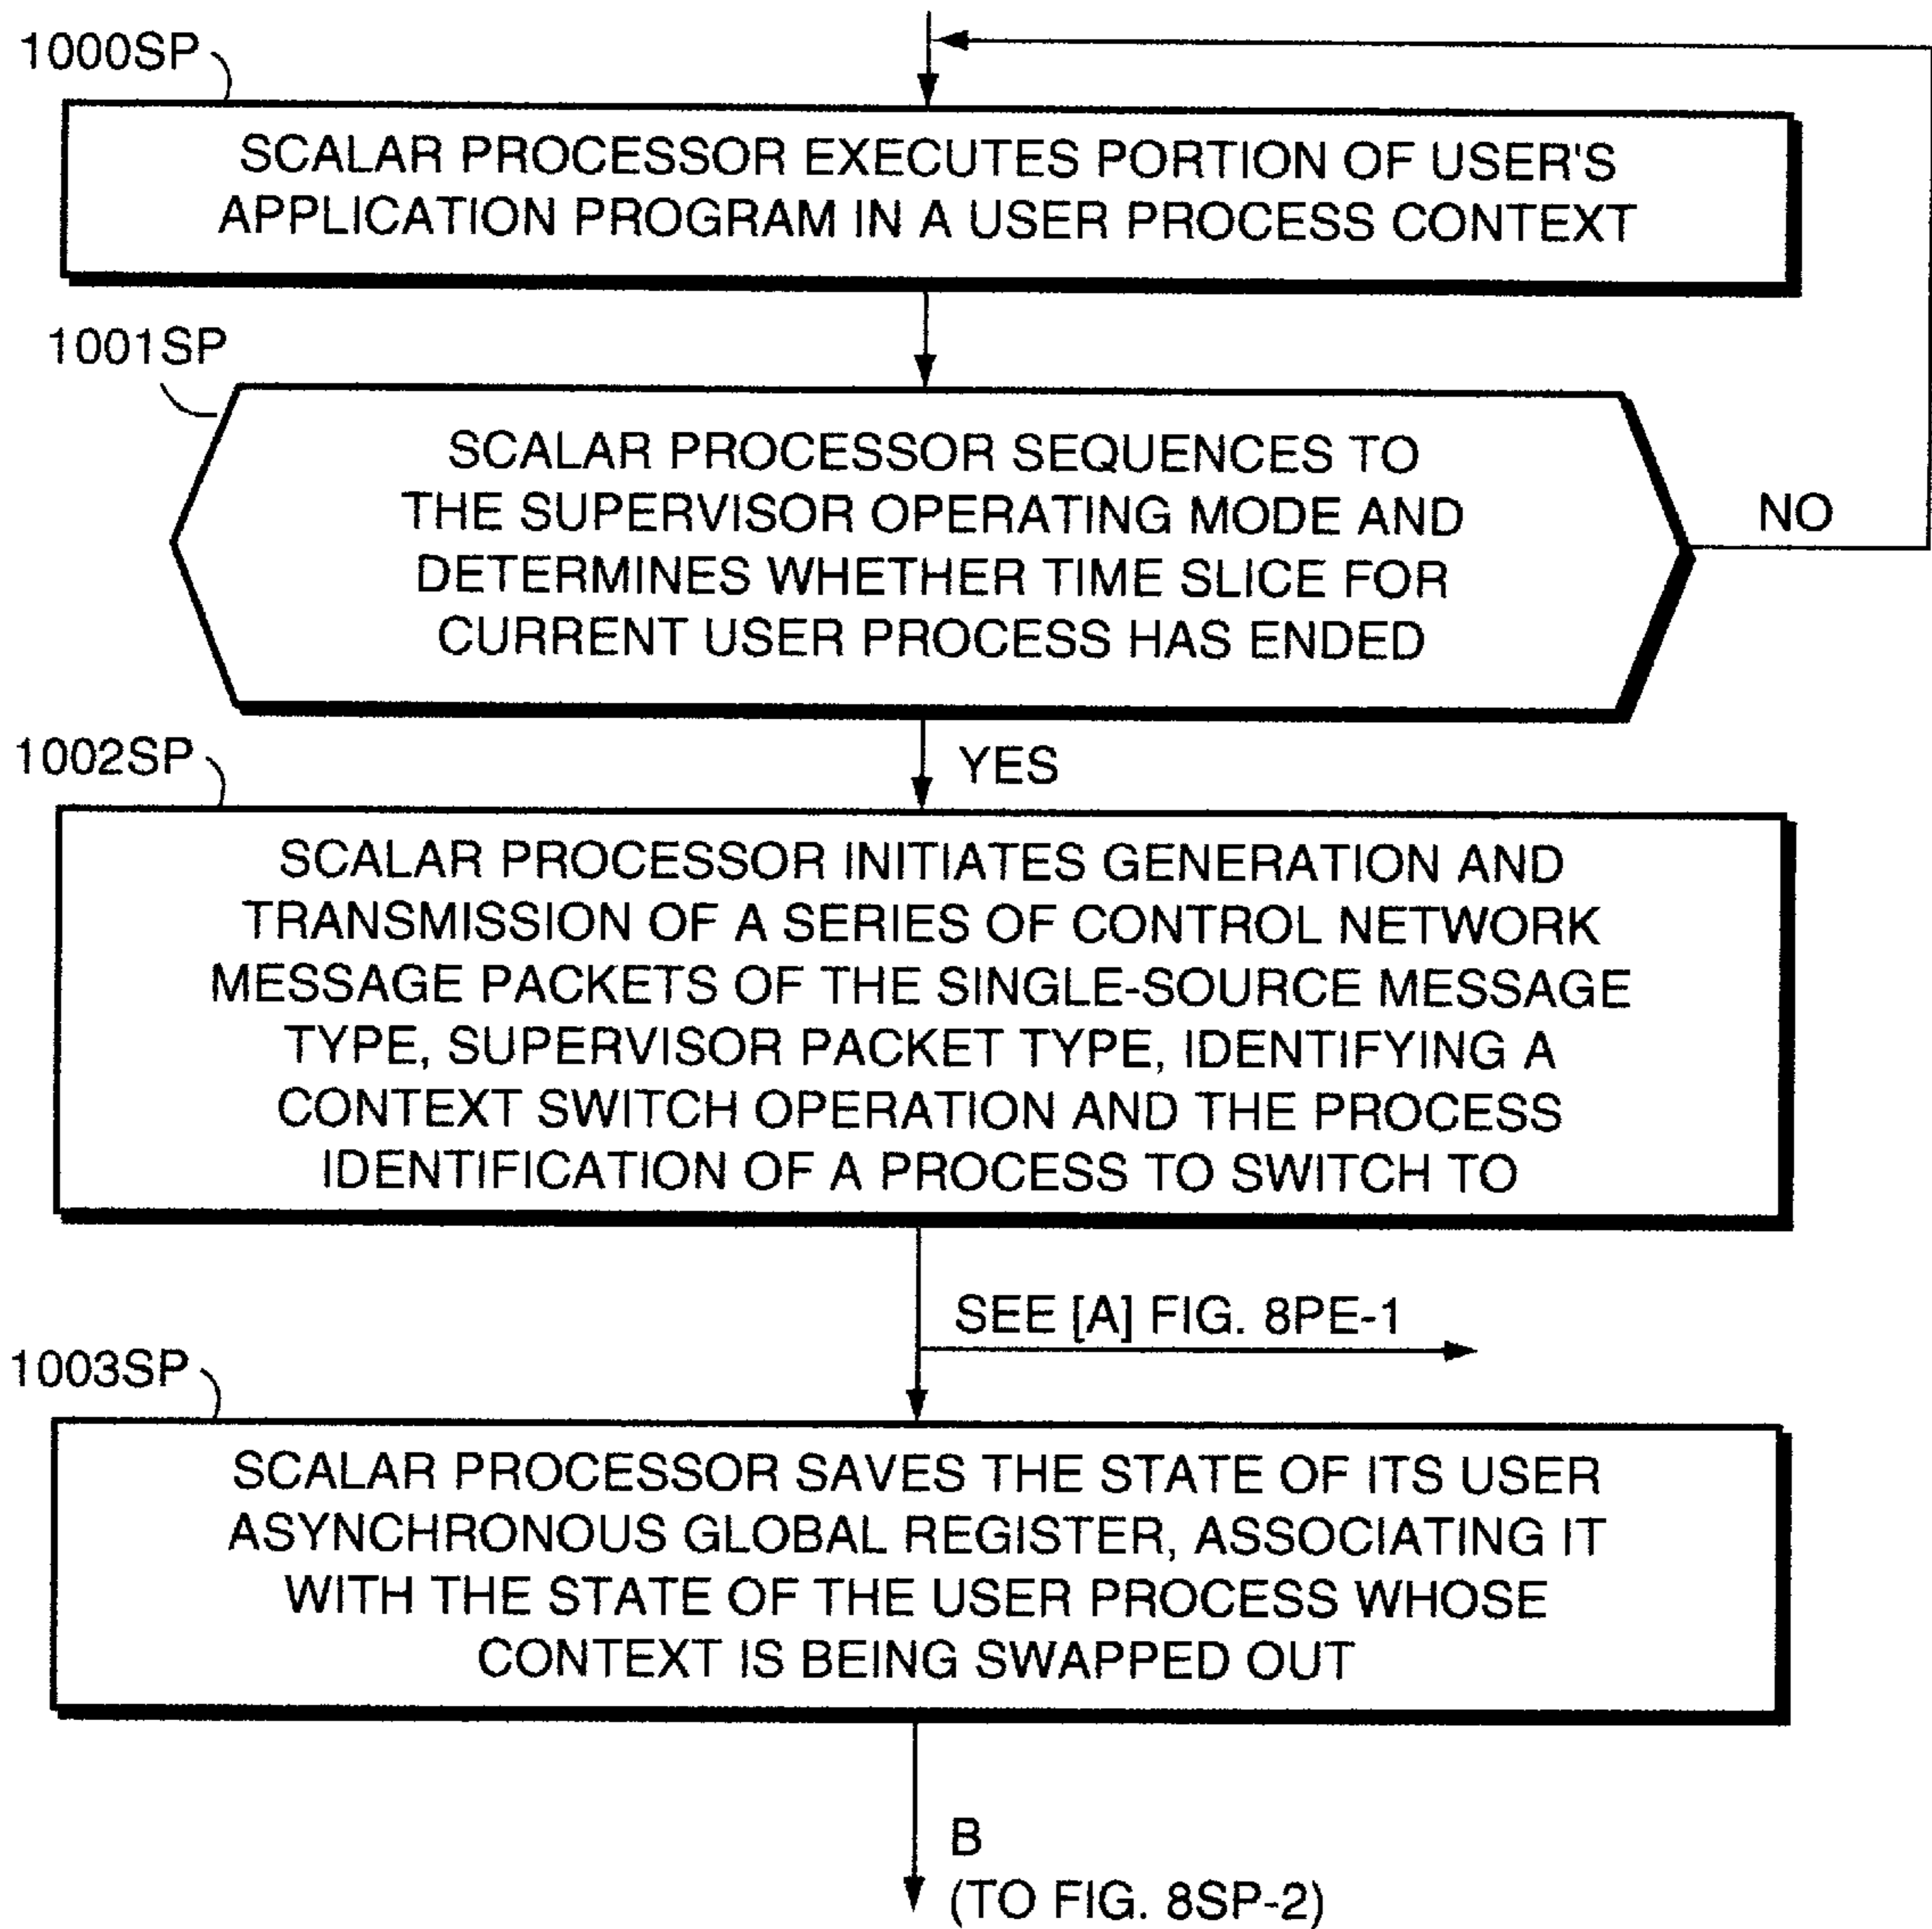 1000SP
SCALAR PROCESSOR EXECUTES PORTION OF USER'S
APPLICATION PROGRAM IN A USER PROCESS CONTEXT
1001SP
SCALAR PROCESSOR SEQUENCES TO
THE SUPERVISOR OPERATING MODE AND
DETERMINES WHETHER TIME SLICE FOR
CURRENT USER PROCESS HAS ENDED
NO
YES
1002SP
SCALAR PROCESSOR INITIATES GENERATION AND
TRANSMISSION OF A SERIES OF CONTROL NETWORK
MESSAGE PACKETS OF THE SINGLE-SOURCE MESSAGE
TYPE, SUPERVISOR PACKET TYPE, IDENTIFYING A
CONTEXT SWITCH OPERATION AND THE PROCESS
IDENTIFICATION OF A PROCESS TO SWITCH TO
SEE [A] FIG. 8PE-1
1003SP
SCALAR PROCESSOR SAVES THE STATE OF ITS USER
ASYNCHRONOUS GLOBAL REGISTER, ASSOCIATING IT
WITH THE STATE OF THE USER PROCESS WHOSE
CONTEXT IS BEING SWAPPED OUT
B
(TO FIG. 8SP-2)